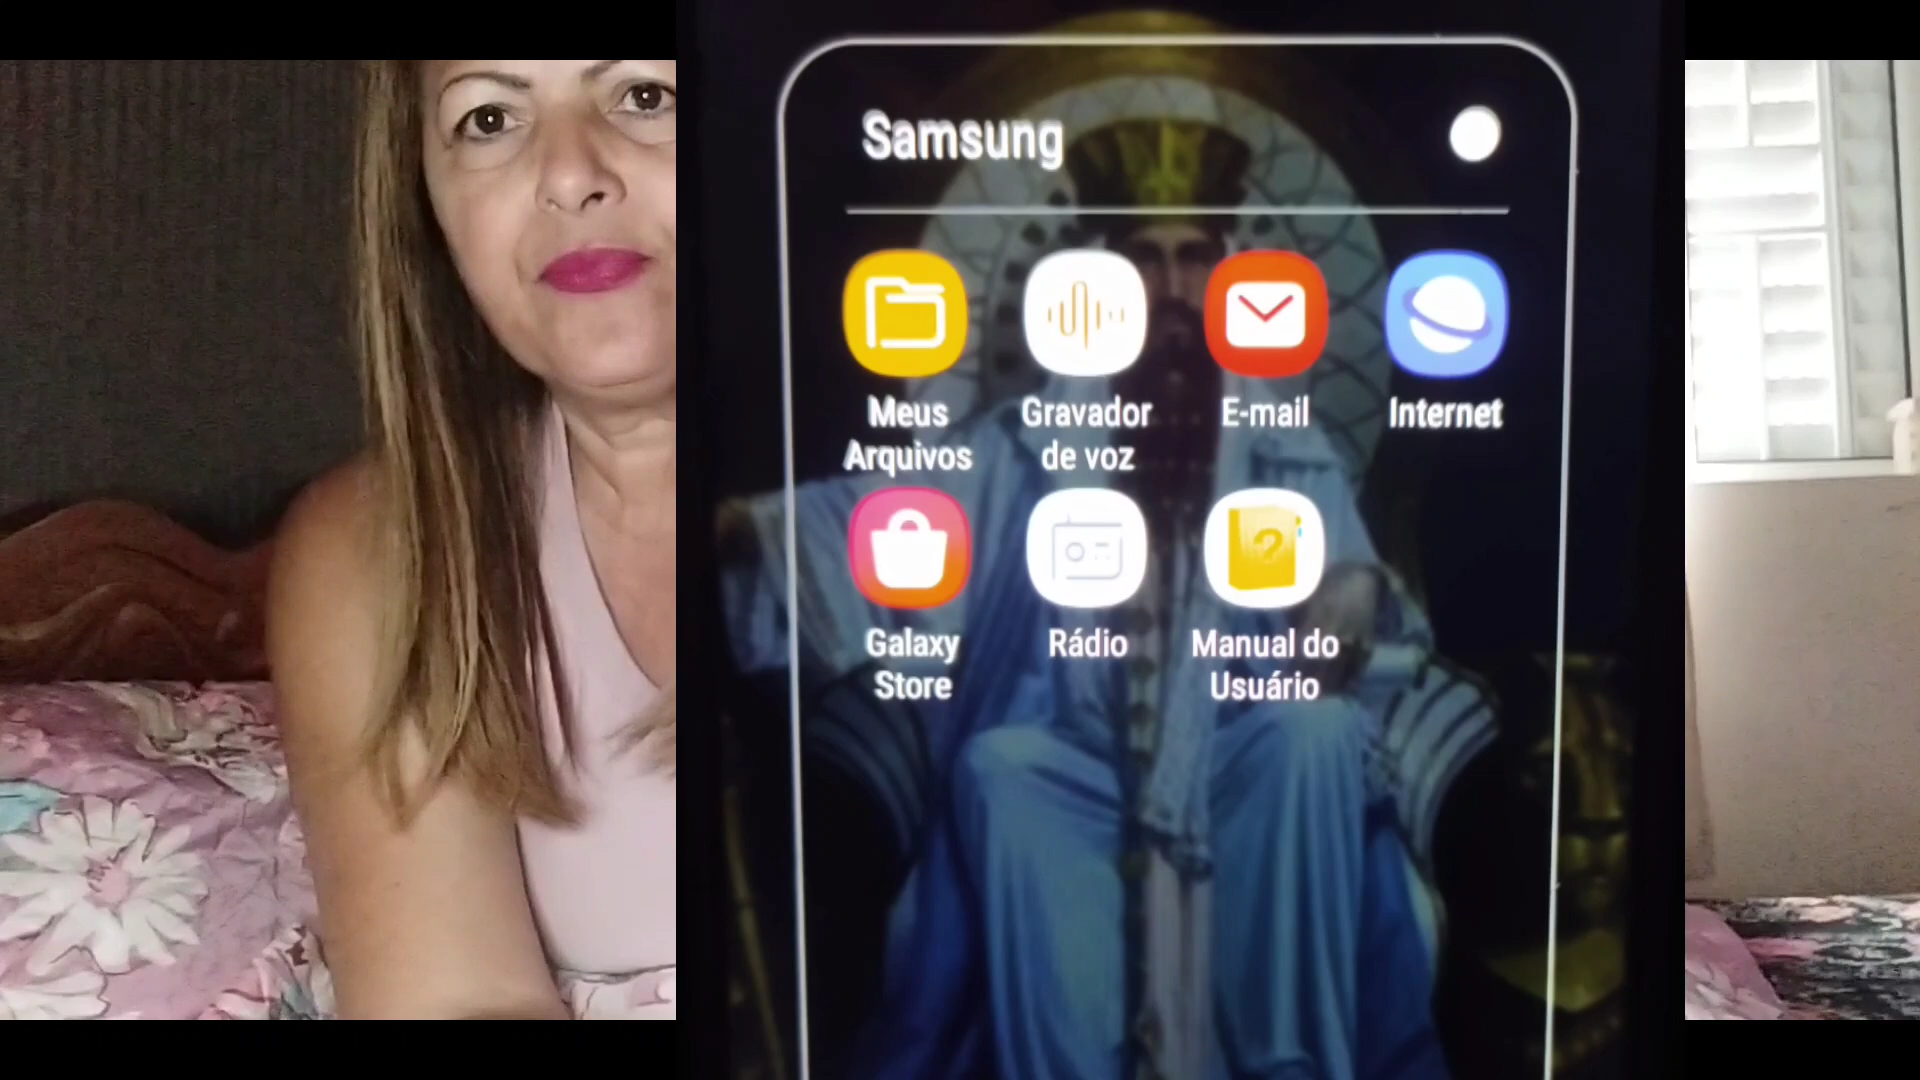 Samsung
Meus
Arquivos
Gravador
de voz
E-mail
Internet
Galaxy
Store
Rádio
Manual do
Usuário